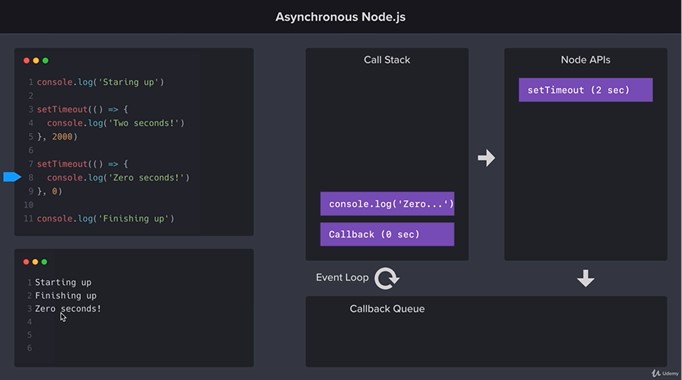 Asynchronous Node.js
1 console.log('Staring up')
2
3 setTimeout(() => {
4 console.log('Two seconds!')
5 }, 2000)
6
7 setTimeout(() => {
8 console.log('Zero seconds!')
9 }, 0)
10
11 console.log('Finishing up')
1 Starting up
2 Finishing up
3 Zero seconds!
4
5
6
Call Stack
console.log('Zero...')
Callback (0 sec)
Node APIs
setTimeout (2 sec)
Event Loop
Callback Queue
Udemy